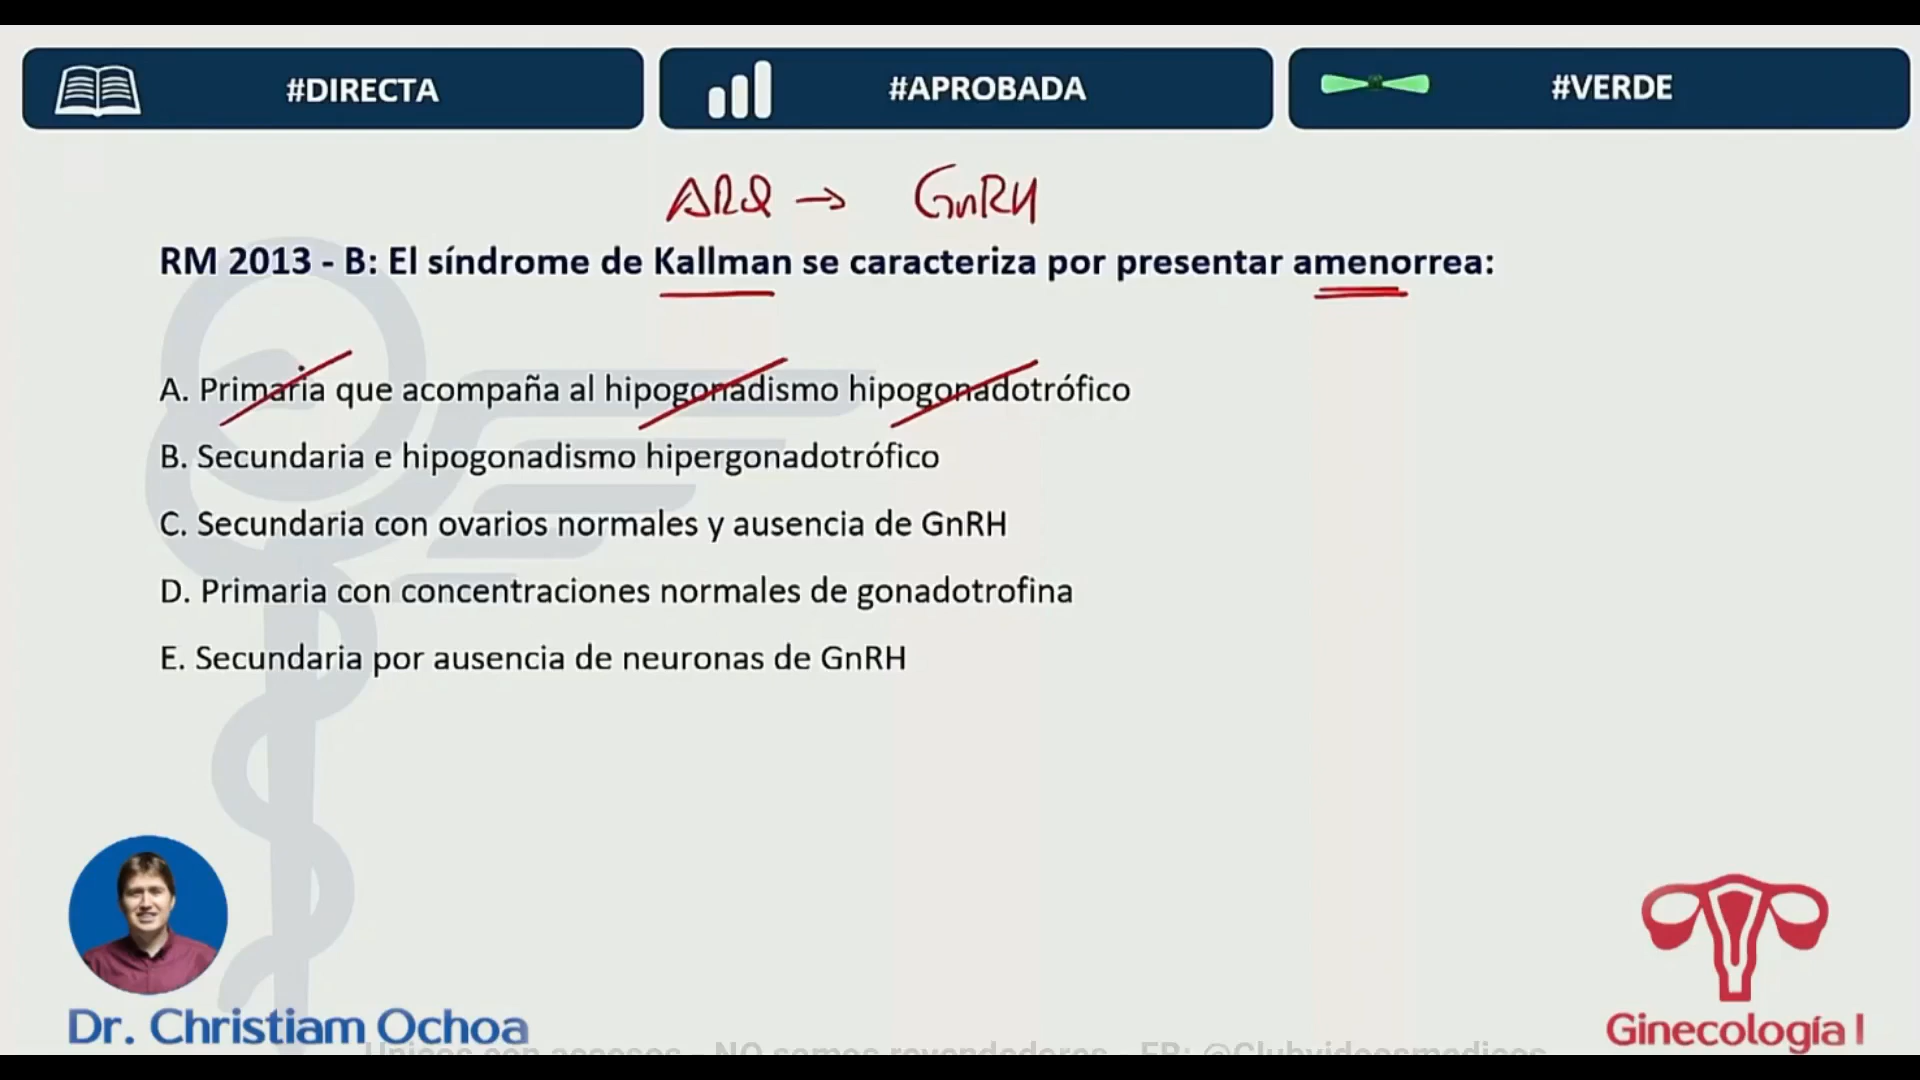 #DIRECTA
#APROBADA
#VERDE
→ GnRH
RM 2013 - B: El síndrome de Kallman se caracteriza por presentar amenorrea:
A. Primaria que acompaña al hipogonadismo hipogonadotrófico
B. Secundaria e hipogonadismo hipergonadotrófico
C. Secundaria con ovarios normales y ausencia de GnRH
D. Primaria con concentraciones normales de gonadotrofina
E. Secundaria por ausencia de neuronas de GnRH
Dr. Christiam Ochoa
Ginecología I